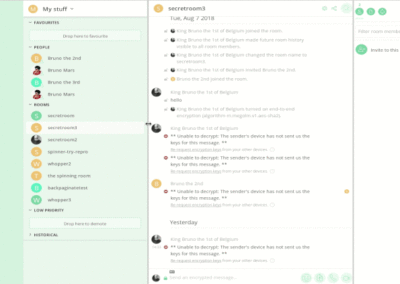 My stuff
FAVOURITES
Drop here to favourite
PEOPLE
Bruno the 2nd
Bruno Mars
Bruno the 3rd
Bruno Mars
ROOMS
secretroom
secretroom3
secretroom2
spinner-try-repro
whopper2
the spinning room
backpaginatetest
whopper3
LOW PRIORITY
Drop here to demote
HISTORICAL
secretroom3
Tue, Aug 7 2018
King Bruno the 1st of Belgium joined the room.
King Bruno the 1st of Belgium made future room history
visible to all room members.
King Bruno the 1st of Belgium changed the room name to
secretroom3.
King Bruno the 1st of Belgium invited Bruno the 2nd.
Bruno the 2nd joined the room.
King Bruno the 1st of Belgium
hello.
King Bruno the 1st of Belgium turned on end-to-end
encryption (algorithm m.megolm.v1.aes-sha2).
King Bruno the 1st of Belgium
** Unable to decrypt: The sender's device has not sent us the
keys for this message. **
** Unable to decrypt: The sender's device has not sent us the
keys for this message. **
Re-request encryption keys from your other devices.
Bruno the 2nd
** Unable to decrypt: The sender's device has not sent us the
keys for this message. **
Re-request encryption keys from your other devices.
Yesterday
King Bruno the 1st of Belgium
** Unable to decrypt: The sender's device has not sent us the
keys for this message. **
Re-request encryption keys from your other devices.
Send an encrypted message...
Filter room memb
Invite to this